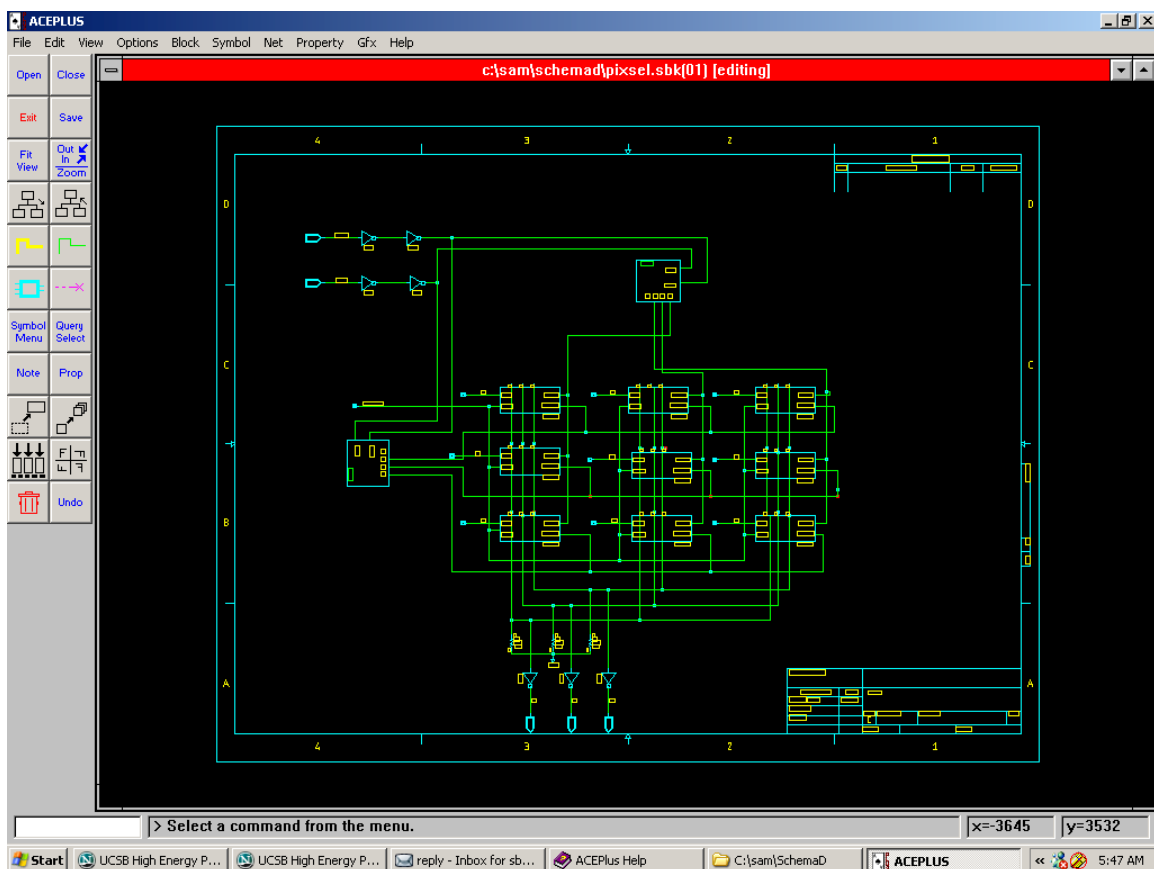 ACEPLUS
File Edit View Options Block Symbol Net Property Gfx Help
Open Close
c:\sam\schemad\pixsel.sbk(01) [editing]
Exit Save
Fit View
Out In Zoom
Symbol Menu
Query Select
Note Prop
F F
F F
Undo
4 3 2 1
D D
C C
B B
A A
4 3 2 1
> Select a command from the menu.
x=-3645 y=3532
Start UCSB High Energy P... UCSB High Energy P... reply - Inbox for sb... ACEPlus Help C:\sam\SchemaD ACEPLUS « 5:47 AM